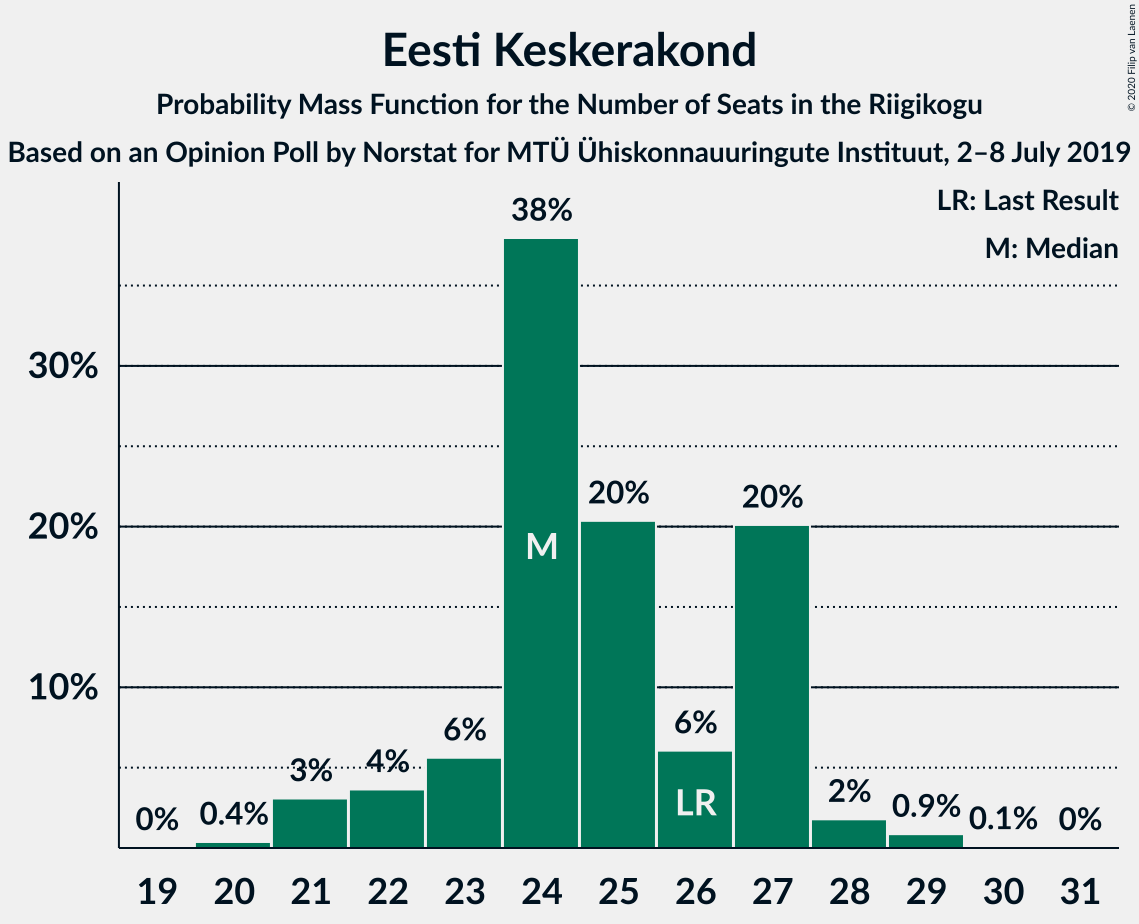 Eesti Keskerakond
Probability Mass Function for the Number of Seats in the Riigikogu
Based on an Opinion Poll by Norstat for MTÜ Ühiskonnauuringute Instituut, 2–8 July 2019
© 2020 Filip van Laenen
LR: Last Result
M: Median
30%
20%
10%
0%
0.4%
3%
4%
6%
38%
20%
6%
20%
2%
0.9%
0.1%
0%
M
LR
19 20 21 22 23 24 25 26 27 28 29 30 31